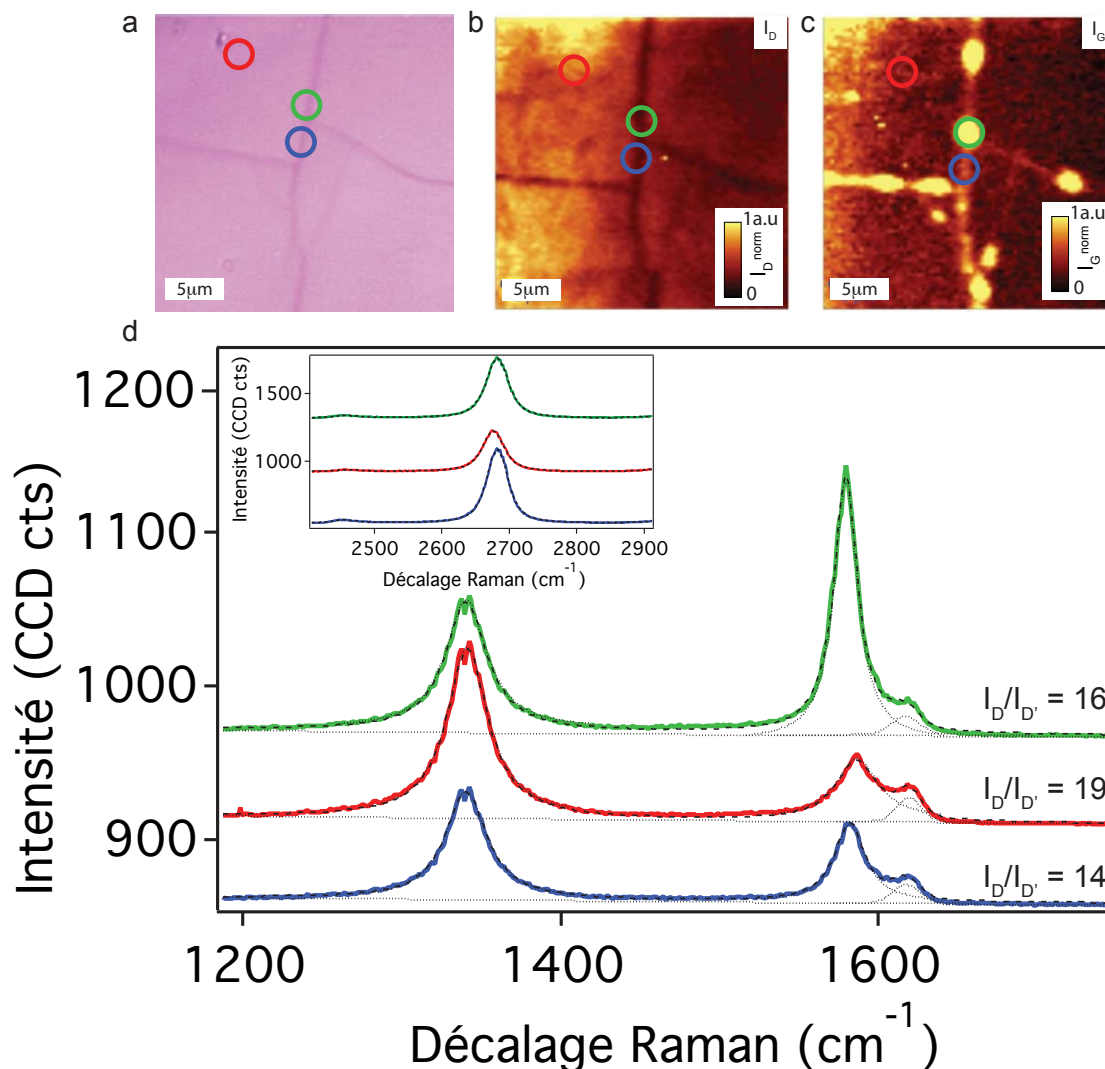 a
5μm
b
I_D
1a.u
I_D^norm
0
5μm
c
I_G
1a.u
I_G^norm
0
5μm
d
Intensité (CCD cts)
1200
1100
1000
900
1200
1400
1600
Décalage Raman (cm⁻¹)
Intensité (CCD cts)
1500
1000
2500
2600
2700
2800
2900
Décalage Raman (cm⁻¹)
I_D/I_D' = 16
I_D/I_D' = 19
I_D/I_D' = 14